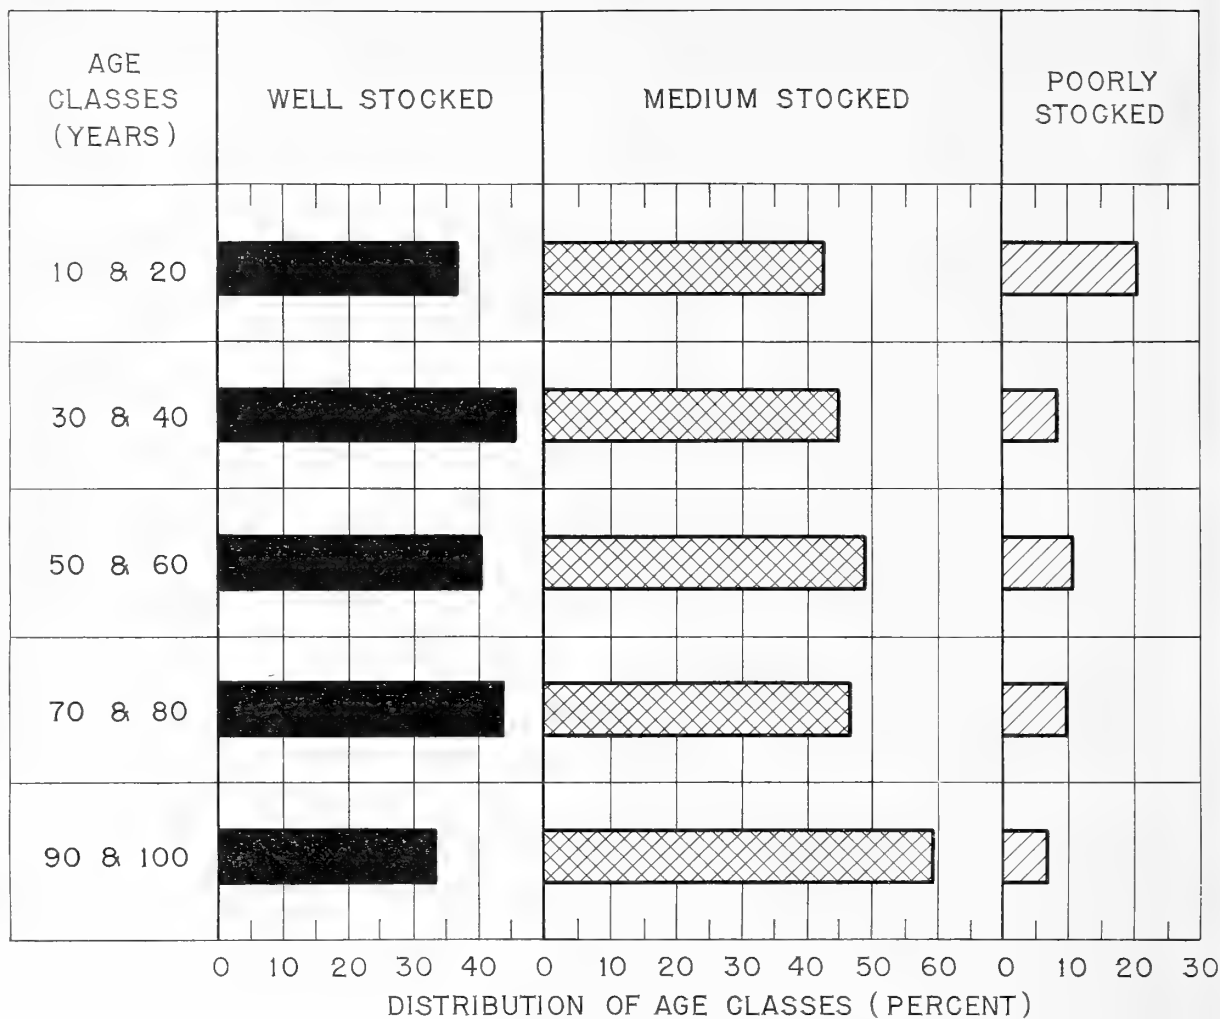 AGE
CLASSES
(YEARS)
WELL STOCKED
MEDIUM STOCKED
POORLY
STOCKED
10 & 20
30 & 40
50 & 60
70 & 80
90 & 100
0 10 20 30 40 0 10 20 30 40 50 60 0 10 20 30
DISTRIBUTION OF AGE CLASSES (PERCENT)